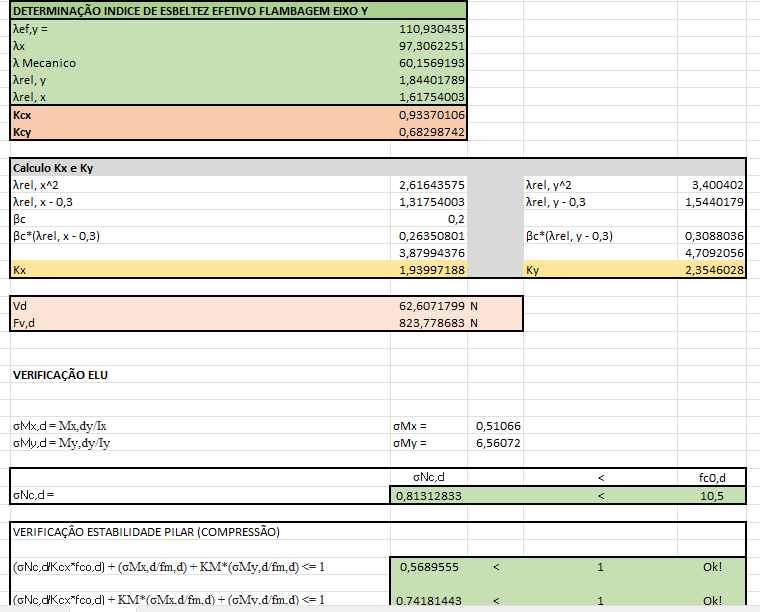 DETERMINAÇÃO INDICE DE ESBELTEZ EFETIVO FLAMBAGEM EIXO Y
λef,y = 110,930435
λx 97,3062251
λ Mecanico 60,1569193
λrel, y 1,84401789
λrel, x 1,61754003
Kcx 0,93370106
Kcy 0,68298742
Calculo Kx e Ky
λrel, x^2 2,61643575 λrel, y^2 3,400402
λrel, x - 0,3 1,31754003 λrel, y - 0,3 1,5440179
βc 0,2
βc*(λrel, x - 0,3) 0,26350801 βc*(λrel, y - 0,3) 0,3088036
3,87994376 4,7092056
Kx 1,93997188 Ky 2,3546028
Vd 62,6071799 N
Fv,d 823,778683 N
VERIFICAÇÃO ELU
σMx,d = Mx,dy/Ix σMx = 0,51066
σMy,d = My,dy/Iy σMy = 6,56072
σNc,d < fc0,d
σNc,d = 0,81312833 < 10,5
VERIFICAÇÂO ESTABILIDADE PILAR (COMPRESSÃO)
(σNc,d/Kcx*fco,d) + (σMx,d/fm,d) + KM*(σMy,d/fm,d) <= 1 0,5689555 < 1 Ok!
(σNc,d/Kcx*fco,d) + KM*(σMx,d/fm,d) + (σMy,d/fm,d) <= 1 0,74181443 < 1 Ok!